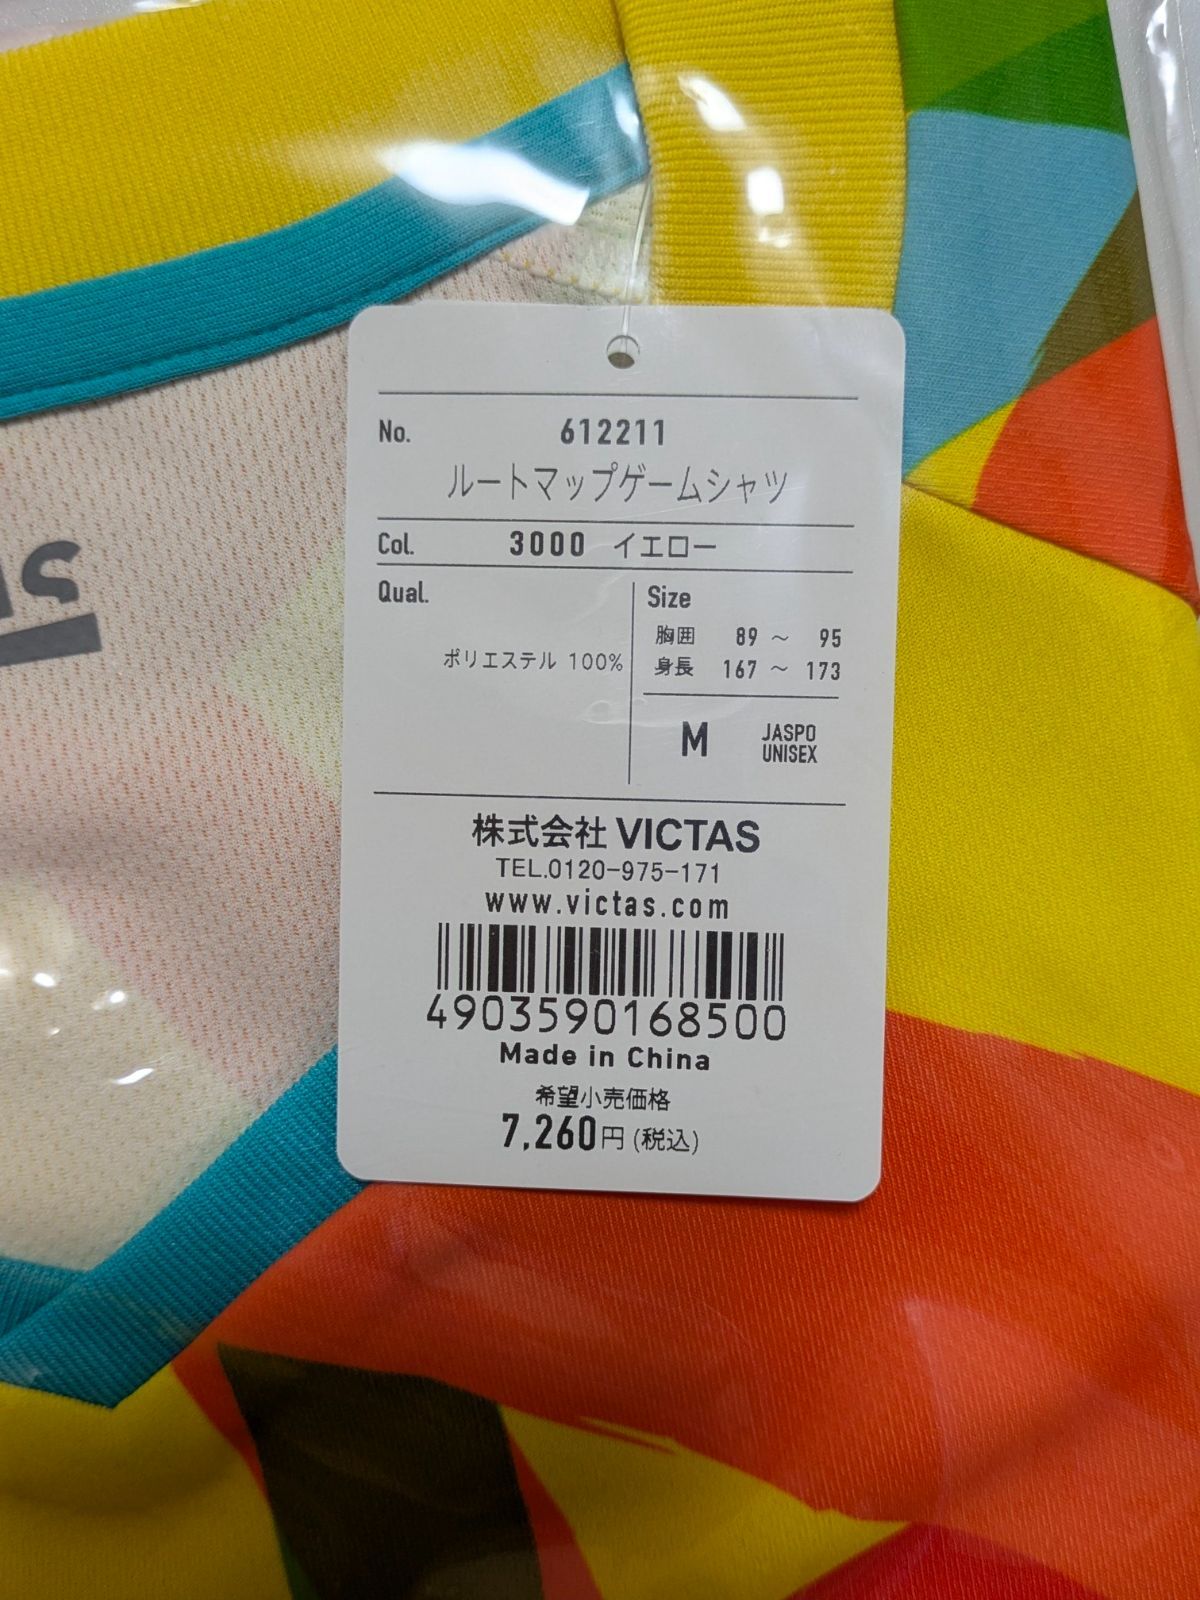 No. 612211
ルートマップゲームシャツ
Col. 3000 イエロー
Qual.
ポリエステル 100%
Size
胸囲 89 ～ 95
身長 167 ～ 173
M JASPO
UNISEX
株式会社 VICTAS
TEL.0120-975-171
www.victas.com
4903590168500
Made in China
希望小売価格
7,260円 (税込)